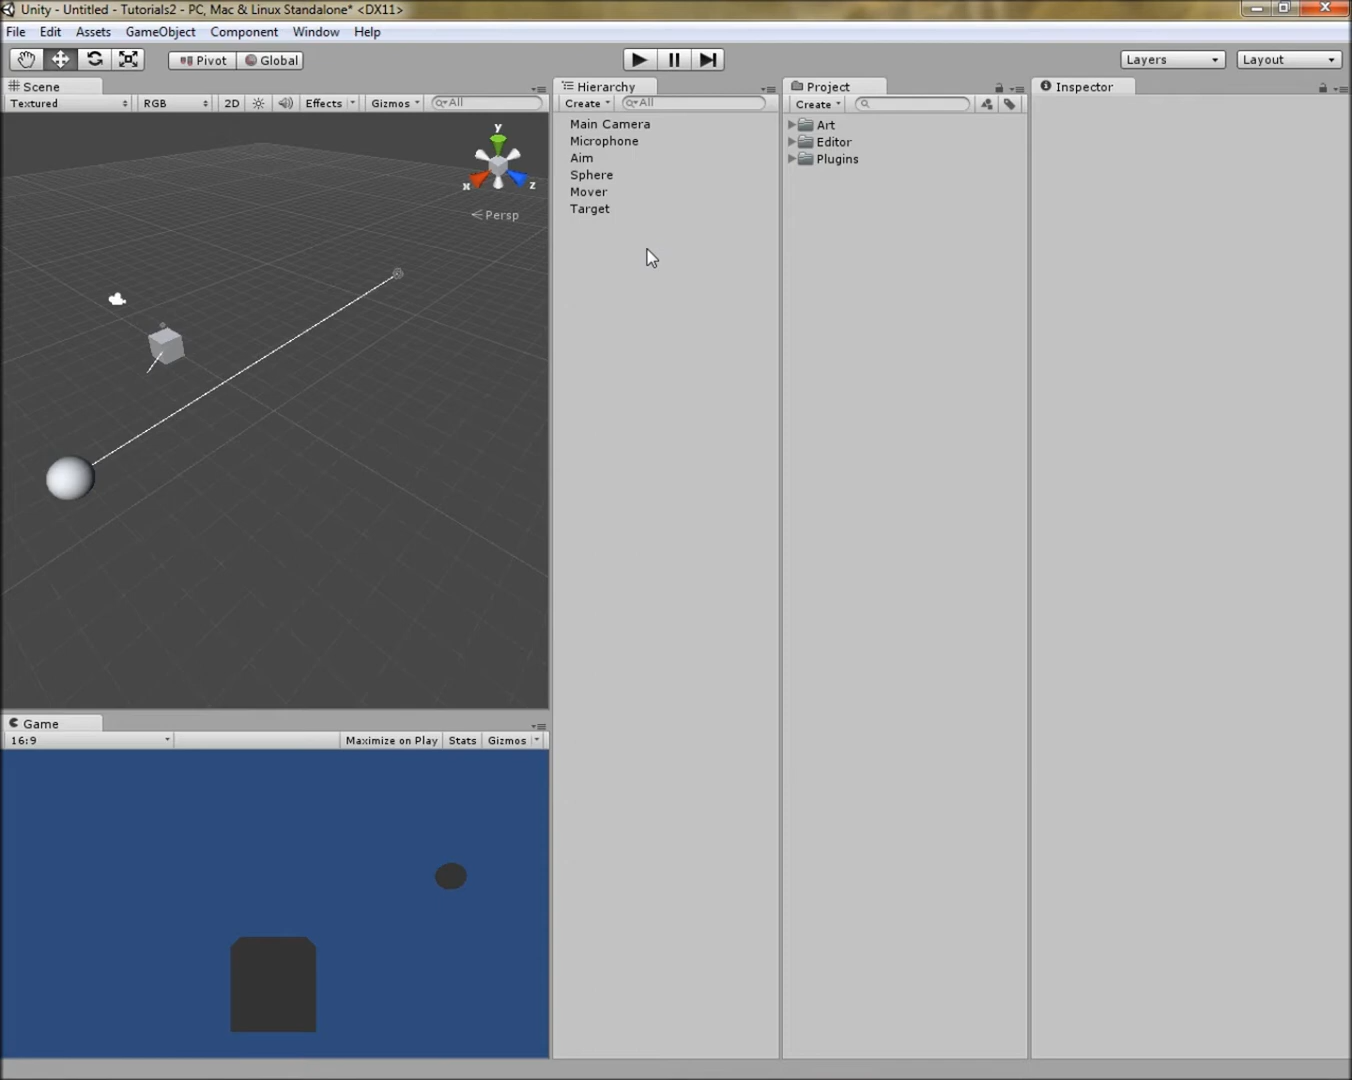 Unity - Untitled - Tutorials2 - PC, Mac & Linux Standalone* <DX11>
File Edit Assets GameObject Component Window Help
Pivot Global Layers Layout
Scene
Textured RGB 2D Effects Gizmos All
y
x z
Persp
Hierarchy
Create All
Main Camera
Microphone
Aim
Sphere
Mover
Target
Project
Create
Art
Editor
Plugins
Inspector
Game
16:9 Maximize on Play Stats Gizmos